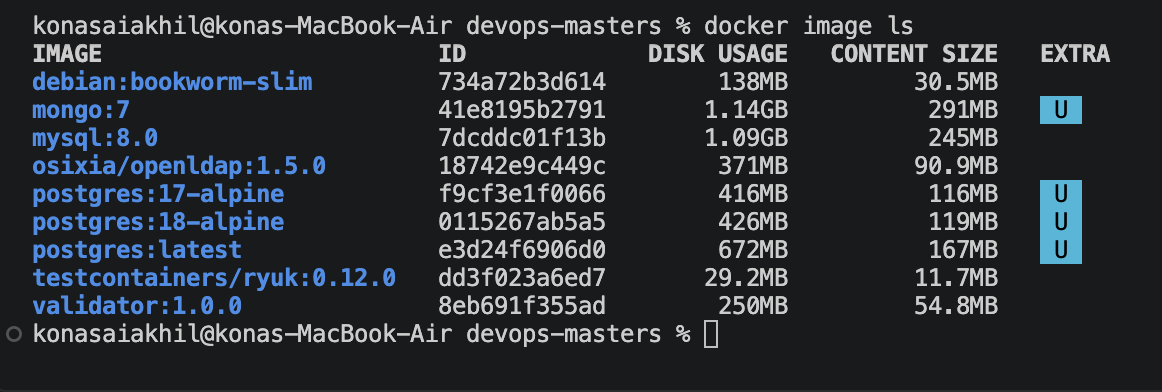 konasaiakhil@konas-MacBook-Air devops-masters % docker image ls
IMAGE ID DISK USAGE CONTENT SIZE EXTRA
debian:bookworm-slim 734a72b3d614 138MB 30.5MB
mongo:7 41e8195b2791 1.14GB 291MB U
mysql:8.0 7dcddc01f13b 1.09GB 245MB
osixia/openldap:1.5.0 18742e9c449c 371MB 90.9MB
postgres:17-alpine f9cf3e1f0066 416MB 116MB U
postgres:18-alpine 0115267ab5a5 426MB 119MB U
postgres:latest e3d24f6906d0 672MB 167MB U
testcontainers/ryuk:0.12.0 dd3f023a6ed7 29.2MB 11.7MB
validator:1.0.0 8eb691f355ad 250MB 54.8MB
konasaiakhil@konas-MacBook-Air devops-masters %